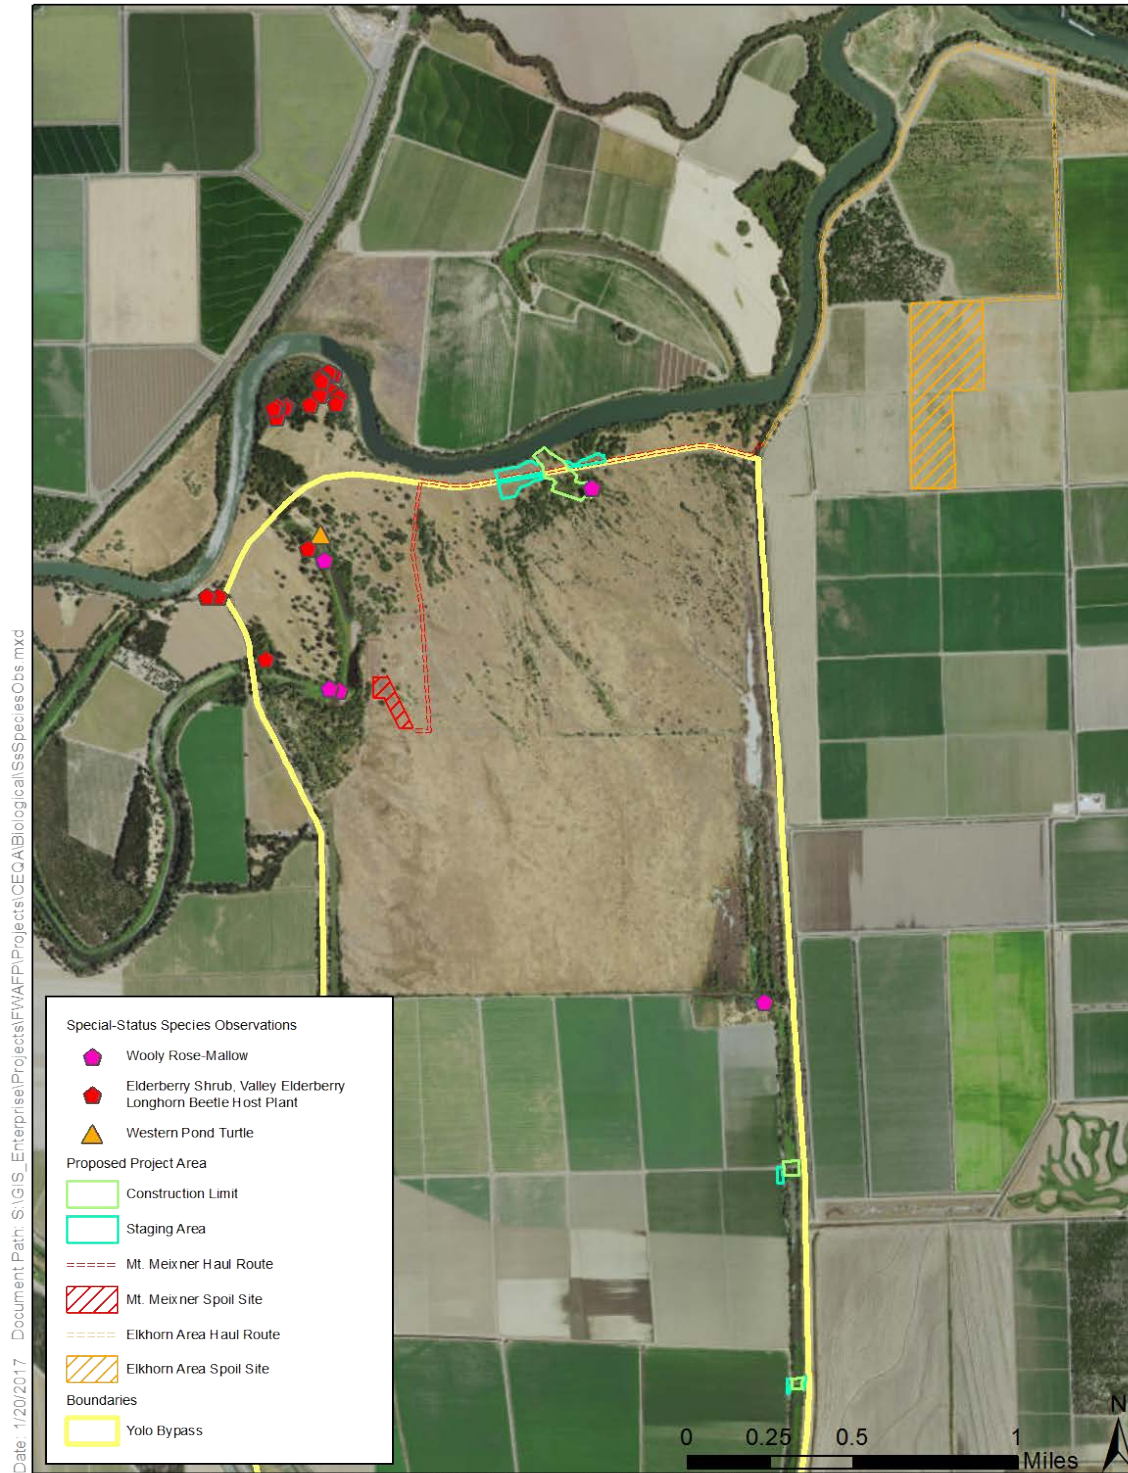 Special-Status Species Observations
Wooly Rose-Mallow
Elderberry Shrub, Valley Elderberry
Longhorn Beetle Host Plant
Western Pond Turtle
Proposed Project Area
Construction Limit
Staging Area
Mt. Meixner Haul Route
Mt. Meixner Spoil Site
Elkhorn Area Haul Route
Elkhorn Area Spoil Site
Boundaries
Yolo Bypass
0 0.25 0.5 1
Miles
N
Date: 1/20/2017 Document Path: S:\GIS_Enterprise\Projects\FWAFP\Projects\CEQA\Biological\SsSpeciesObs.mxd